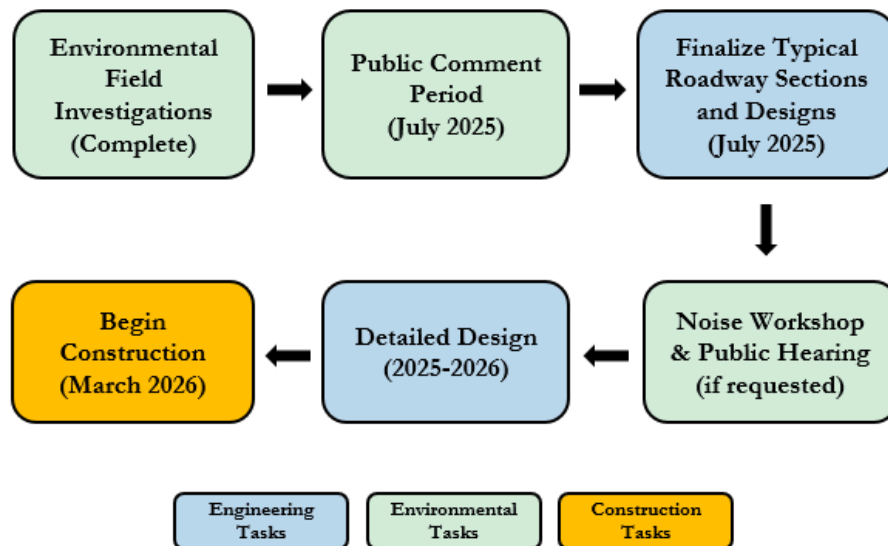 Environmental
Field
Investigations
(Complete)
Public Comment
Period
(July 2025)
Finalize Typical
Roadway Sections
and Designs
(July 2025)
Noise Workshop
& Public Hearing
(if requested)
Detailed Design
(2025-2026)
Begin
Construction
(March 2026)
Engineering
Tasks
Environmental
Tasks
Construction
Tasks